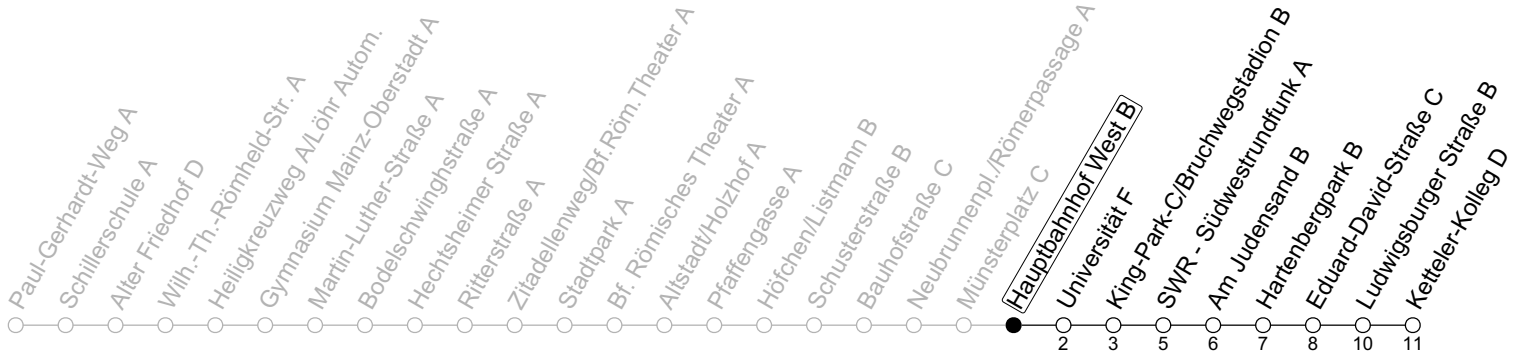 Paul-Gerhardt-Weg A
Schillerschule A
Alter Friedhof D
Wilh.-Th.-Römheld-Str. A
Heiligkreuzweg A/Löhr Autom.
Gymnasium Mainz-Oberstadt A
Martin-Luther-Straße A
Bodelschwinghstraße A
Hechtsheimer Straße A
Ritterstraße A
Zitadellenweg/Bf.Röm.Theater A
Stadtpark A
Bf. Römisches Theater A
Altstadt/Holzhof A
Pfaffengasse A
Höfchen/Listmann B
Schusterstraße B
Bauhofstraße C
Neubrunnenpl./Römerpassage A
Münsterplatz C
Hauptbahnhof West B
Universität F
King-Park-C/Bruchwegstadion B
SWR - Südwestrundfunk A
Am Judensand B
Hartenbergpark B
Eduard-David-Straße C
Ludwigsburger Straße B
Ketteler-Kolleg D
2 3 5 6 7 8 10 11